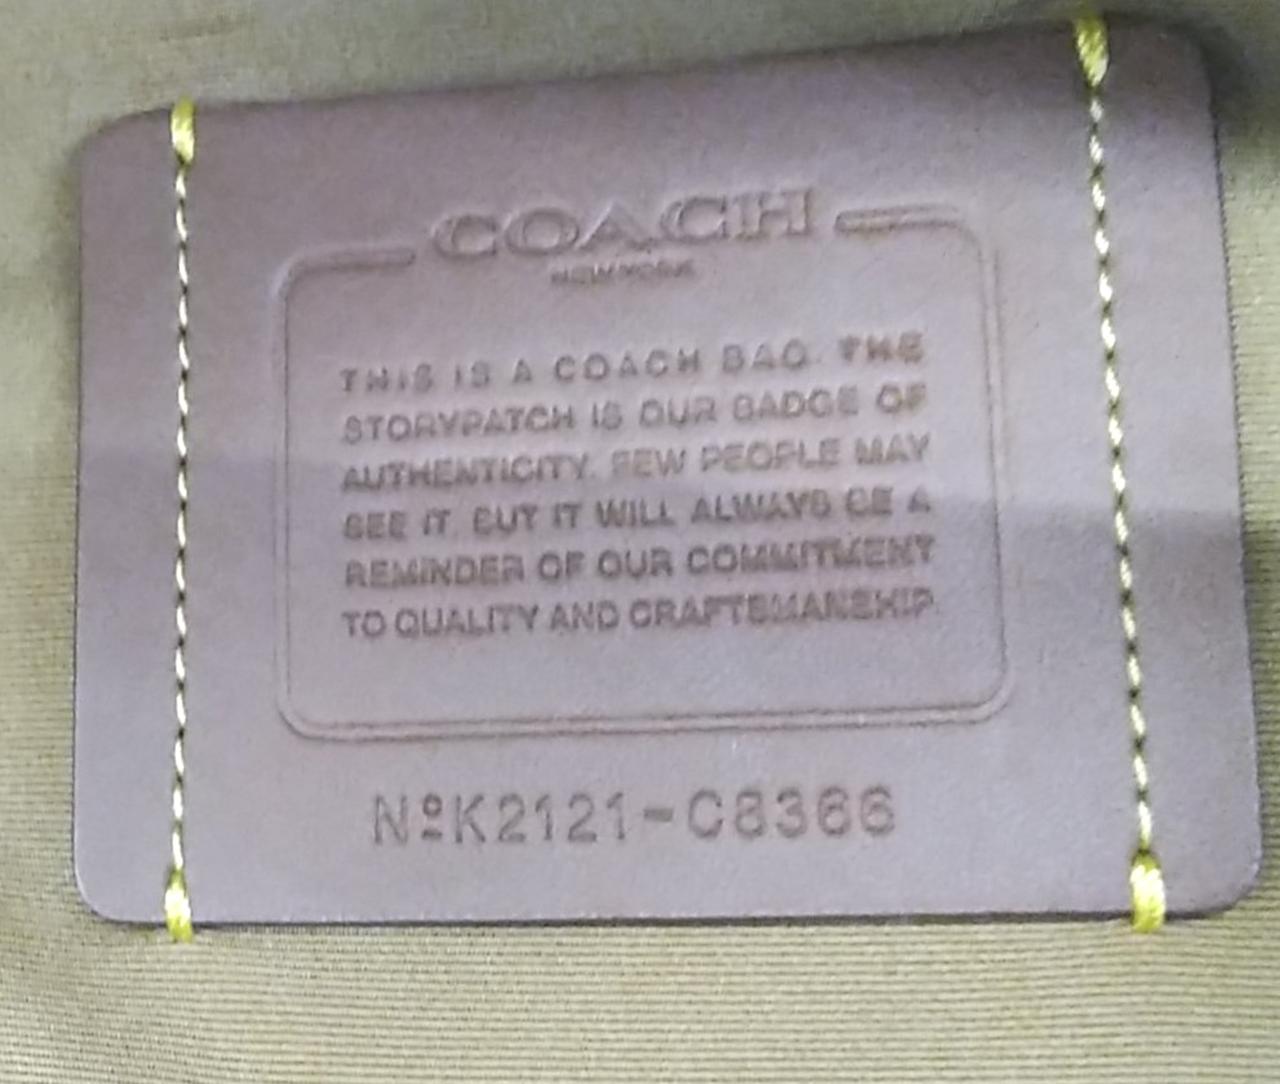 COACH
NEW YORK
THIS IS A COACH BAG. THE
STORYPATCH IS OUR BADGE OF
AUTHENTICITY. FEW PEOPLE MAY
SEE IT, BUT IT WILL ALWAYS BE A
REMINDER OF OUR COMMITMENT
TO QUALITY AND CRAFTSMANSHIP.
NºK2121-C8366